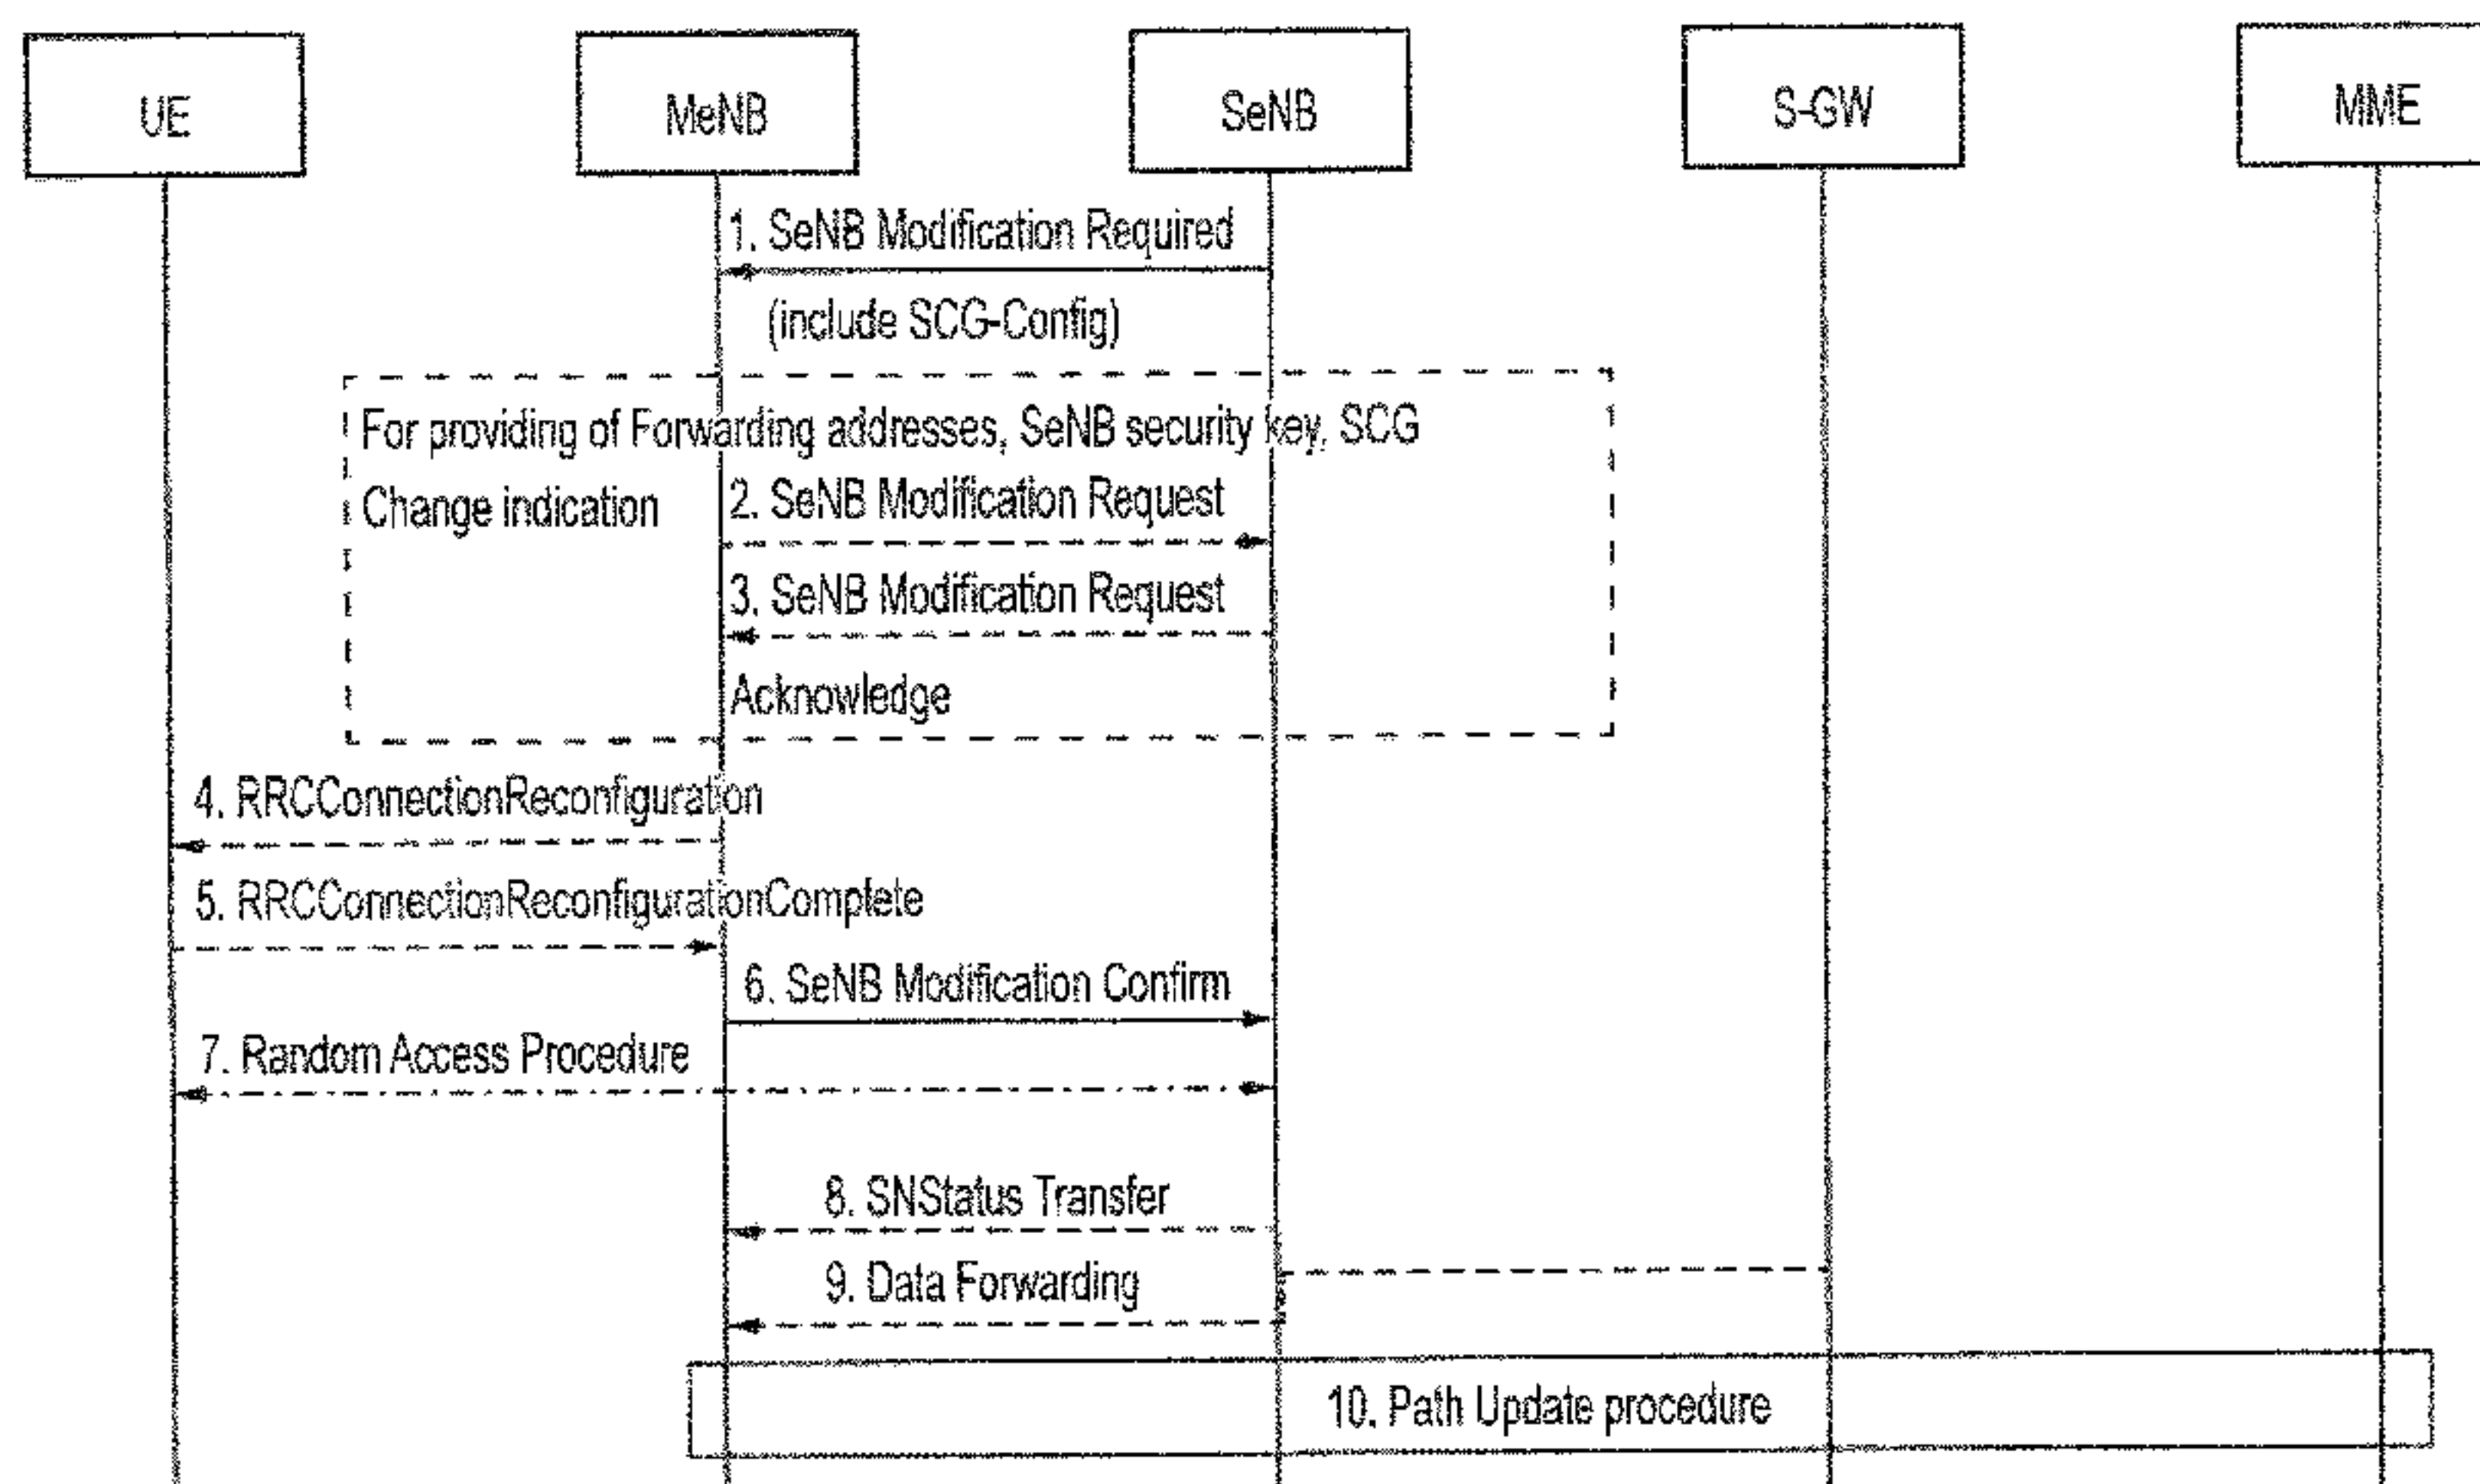 UE
MeNB
SeNB
S-GW
MME
1. SeNB Modification Required
(include SCG-Config)
For providing of Forwarding addresses, SeNB security key, SCG
Change indication
2. SeNB Modification Request
3. SeNB Modification Request
Acknowledge
4. RRCConnectionReconfiguration
5. RRCConnectionReconfigurationComplete
6. SeNB Modification Confirm
7. Random Access Procedure
8. SNStatus Transfer
9. Data Forwarding
10. Path Update procedure